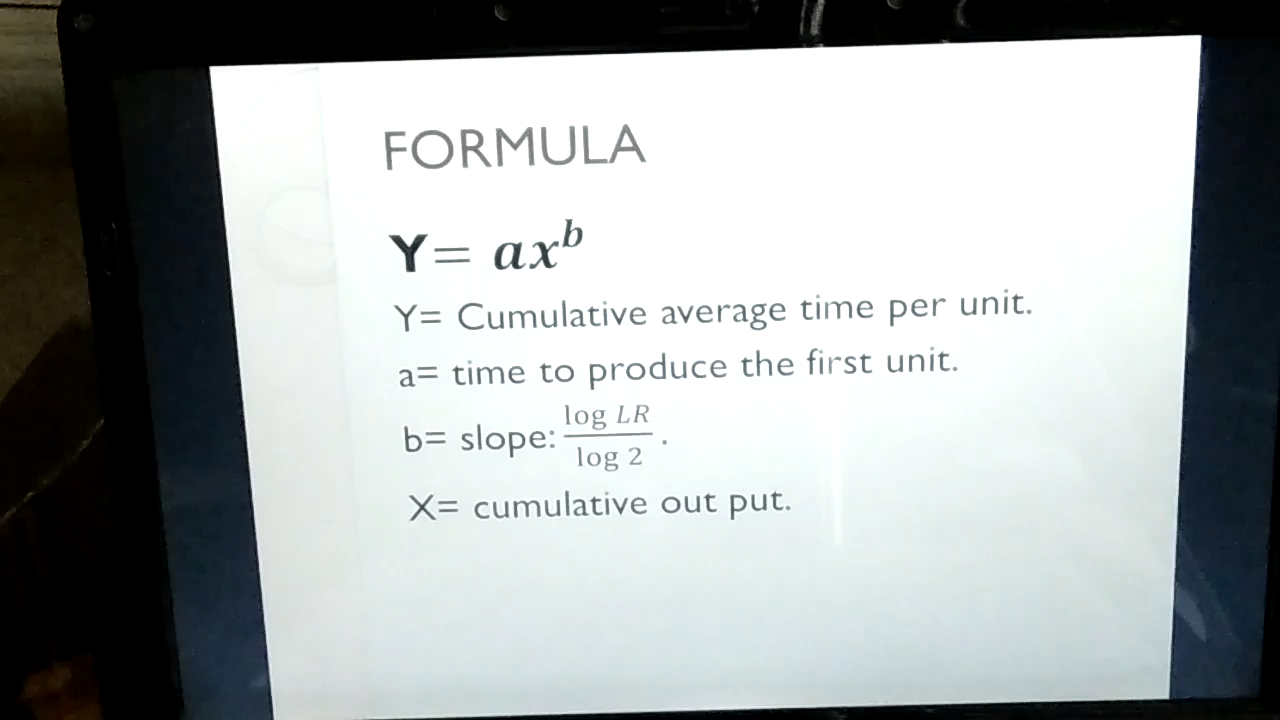 FORMULA
Y= ax^b
Y= Cumulative average time per unit.
a= time to produce the first unit.
b= slope: log LR / log 2 .
X= cumulative out put.